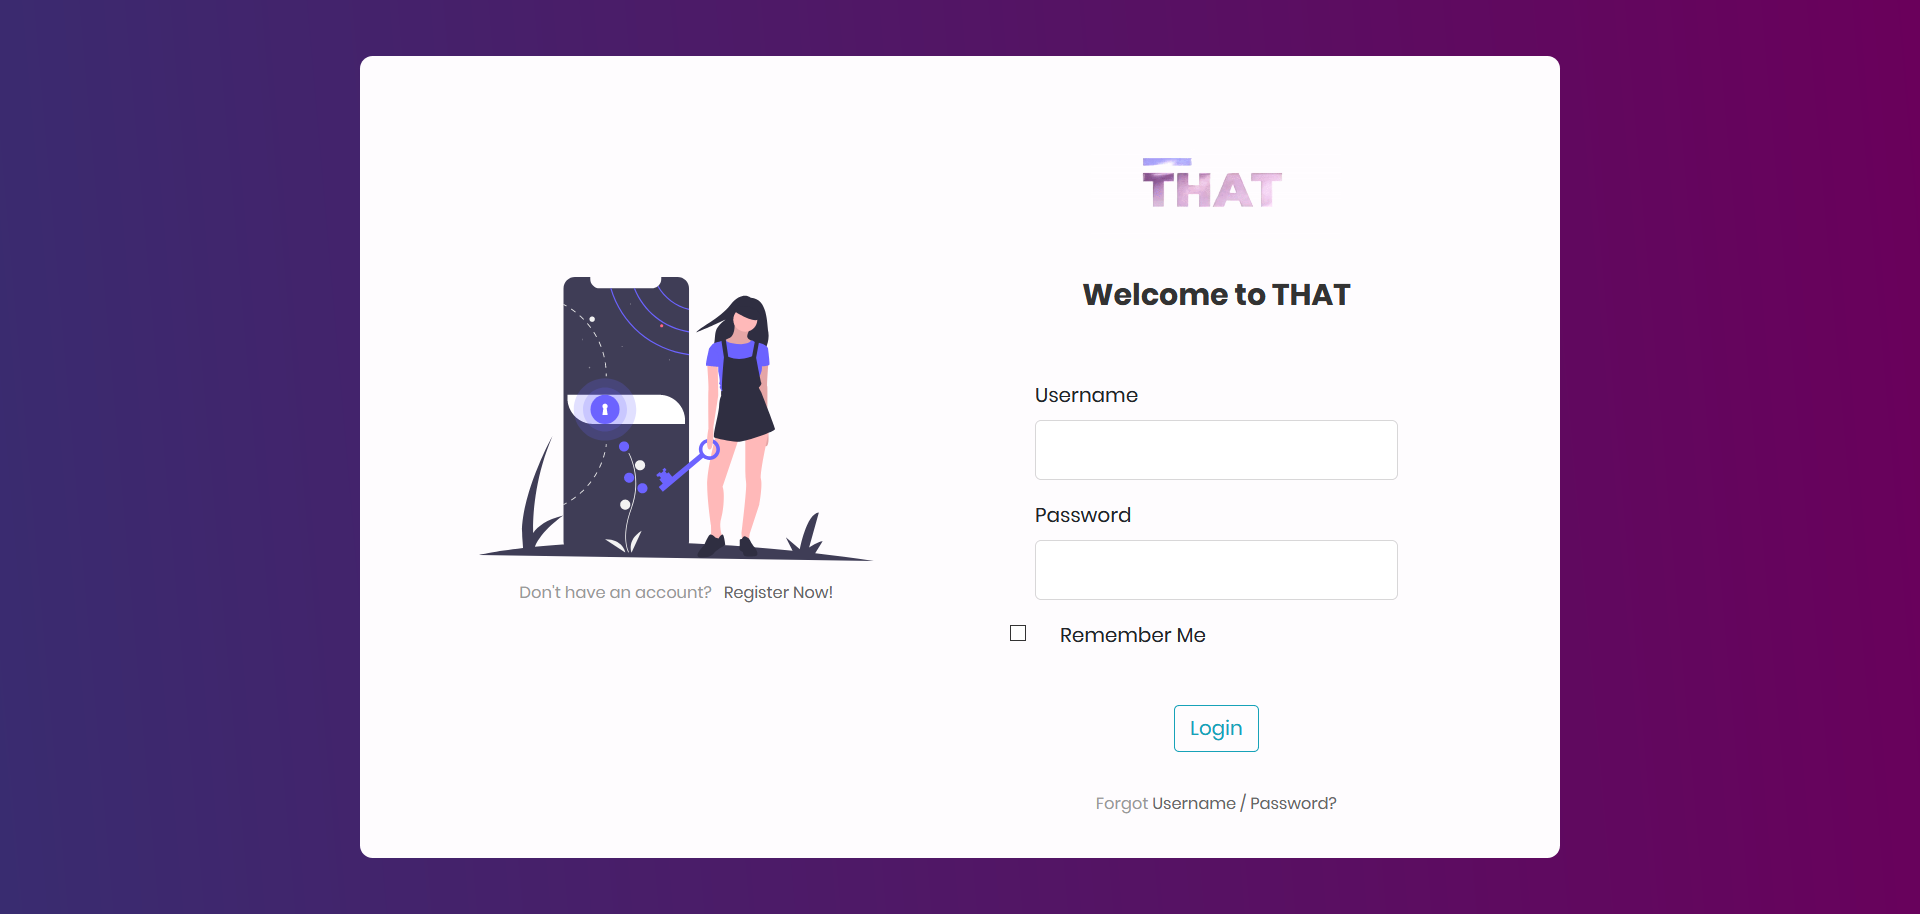 THAT
Welcome to THAT
Username
Password
Remember Me
Login
Forgot Username / Password?
Don't have an account? Register Now!